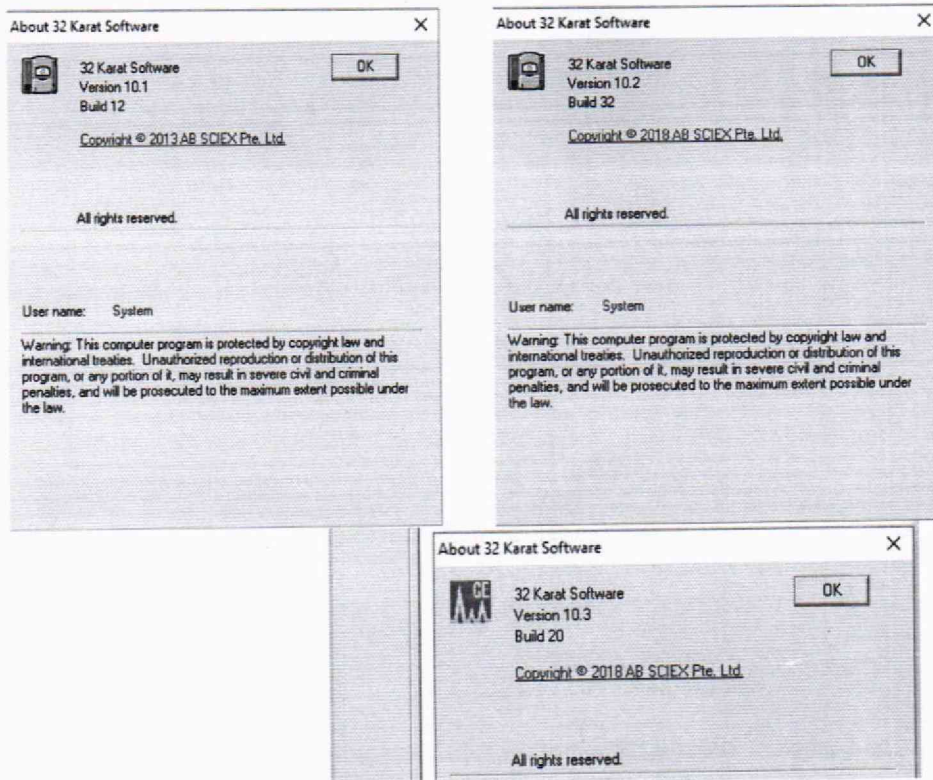 About 32 Karat Software
32 Karat Software
OK
Version 10.1
Build 12
Copyright © 2013 AB SCIEX Pte. Ltd.
All rights reserved.
User name: System
Warning: This computer program is protected by copyright law and
international treaties. Unauthorized reproduction or distribution of this
program, or any portion of it, may result in severe civil and criminal
penalties, and will be prosecuted to the maximum extent possible under
the law.
About 32 Karat Software
32 Karat Software
OK
Version 10.2
Build 32
Copyright © 2018 AB SCIEX Pte. Ltd.
All rights reserved.
User name: System
Warning: This computer program is protected by copyright law and
international treaties. Unauthorized reproduction or distribution of this
program, or any portion of it, may result in severe civil and criminal
penalties, and will be prosecuted to the maximum extent possible under
the law.
About 32 Karat Software
CE
32 Karat Software
OK
Version 10.3
Build 20
Copyright © 2018 AB SCIEX Pte. Ltd.
All rights reserved.